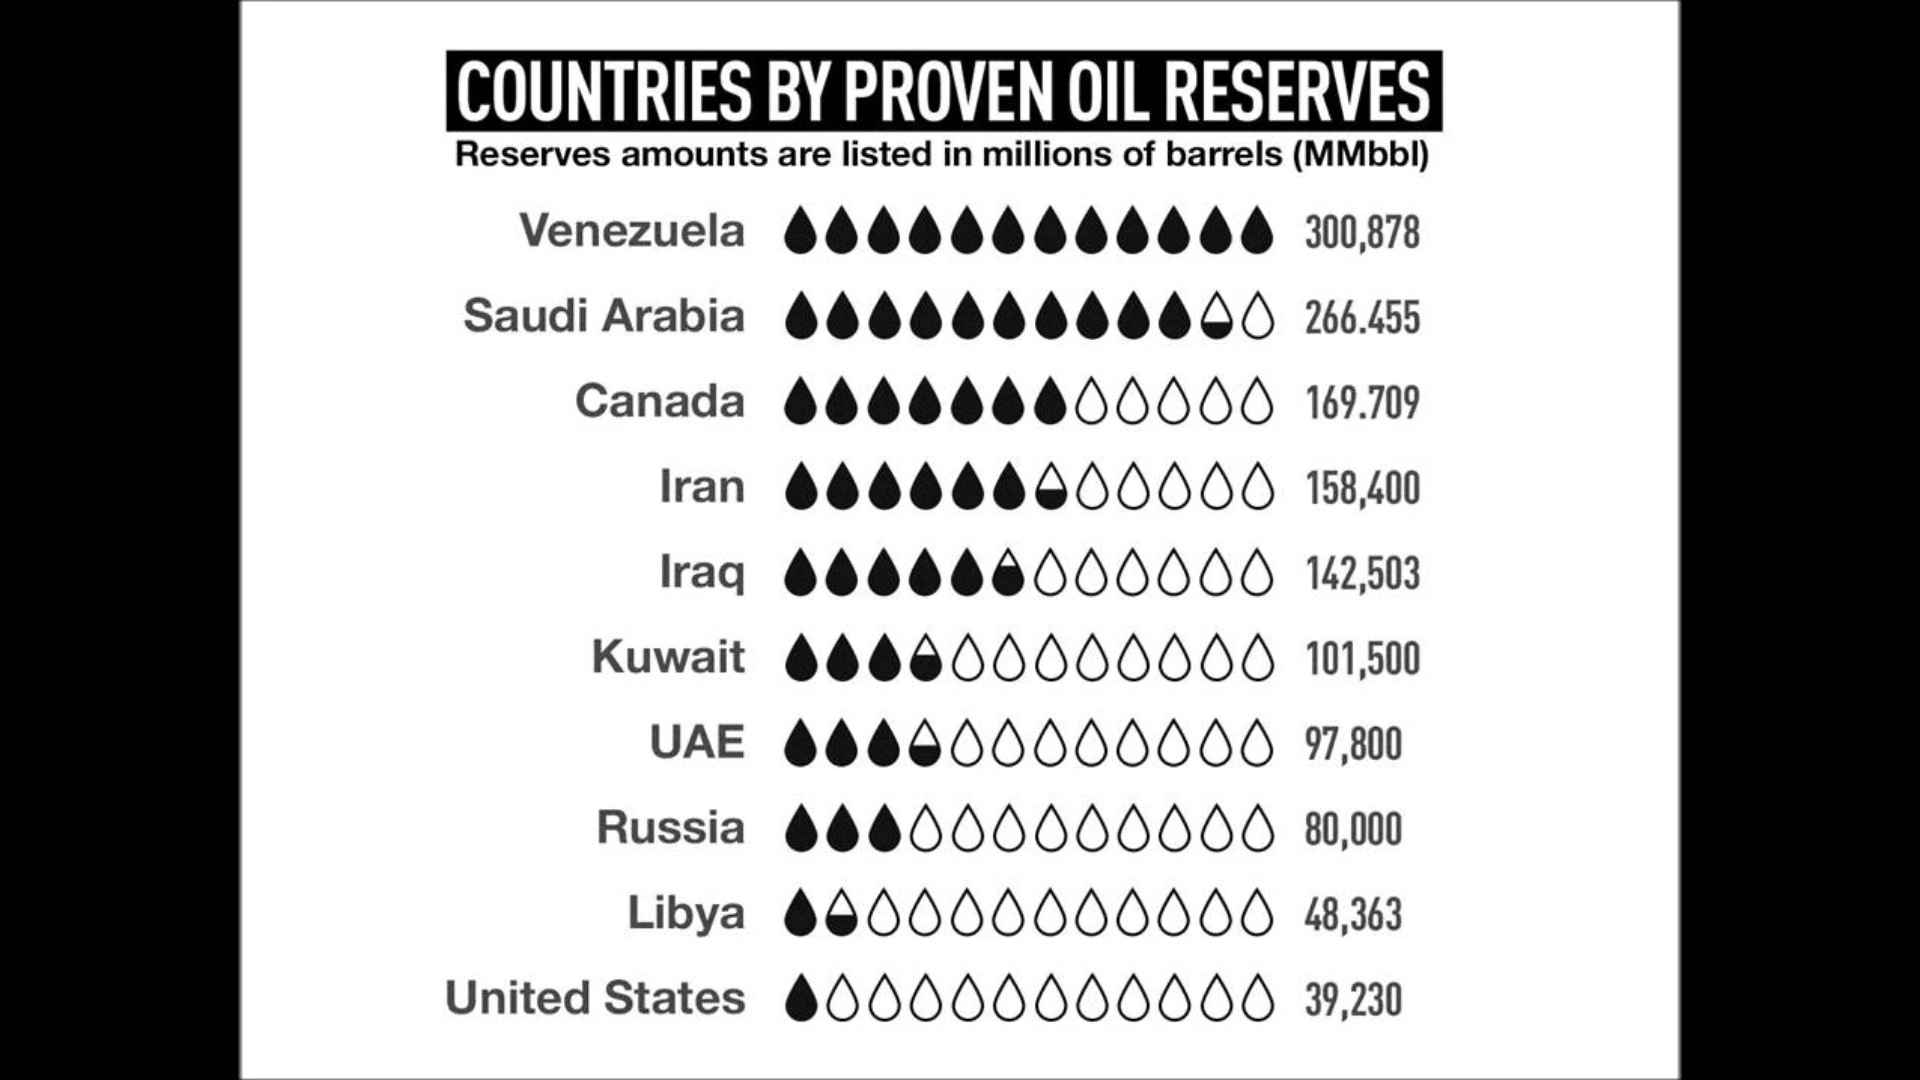 COUNTRIES BY PROVEN OIL RESERVES
Reserves amounts are listed in millions of barrels (MMbbl)
Venezuela 300,878
Saudi Arabia 266.455
Canada 169.709
Iran 158,400
Iraq 142,503
Kuwait 101,500
UAE 97,800
Russia 80,000
Libya 48,363
United States 39,230